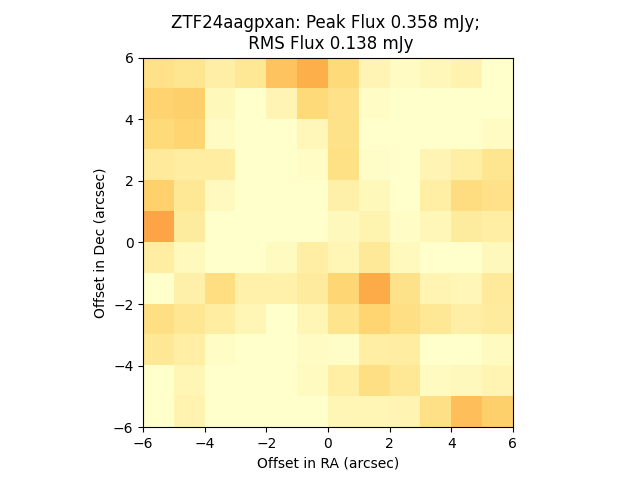 ZTF24aagpxan: Peak Flux 0.358 mJy;
RMS Flux 0.138 mJy
6
4
2
0
−2
−4
−6
Offset in Dec (arcsec)
−6 −4 −2 0 2 4 6
Offset in RA (arcsec)